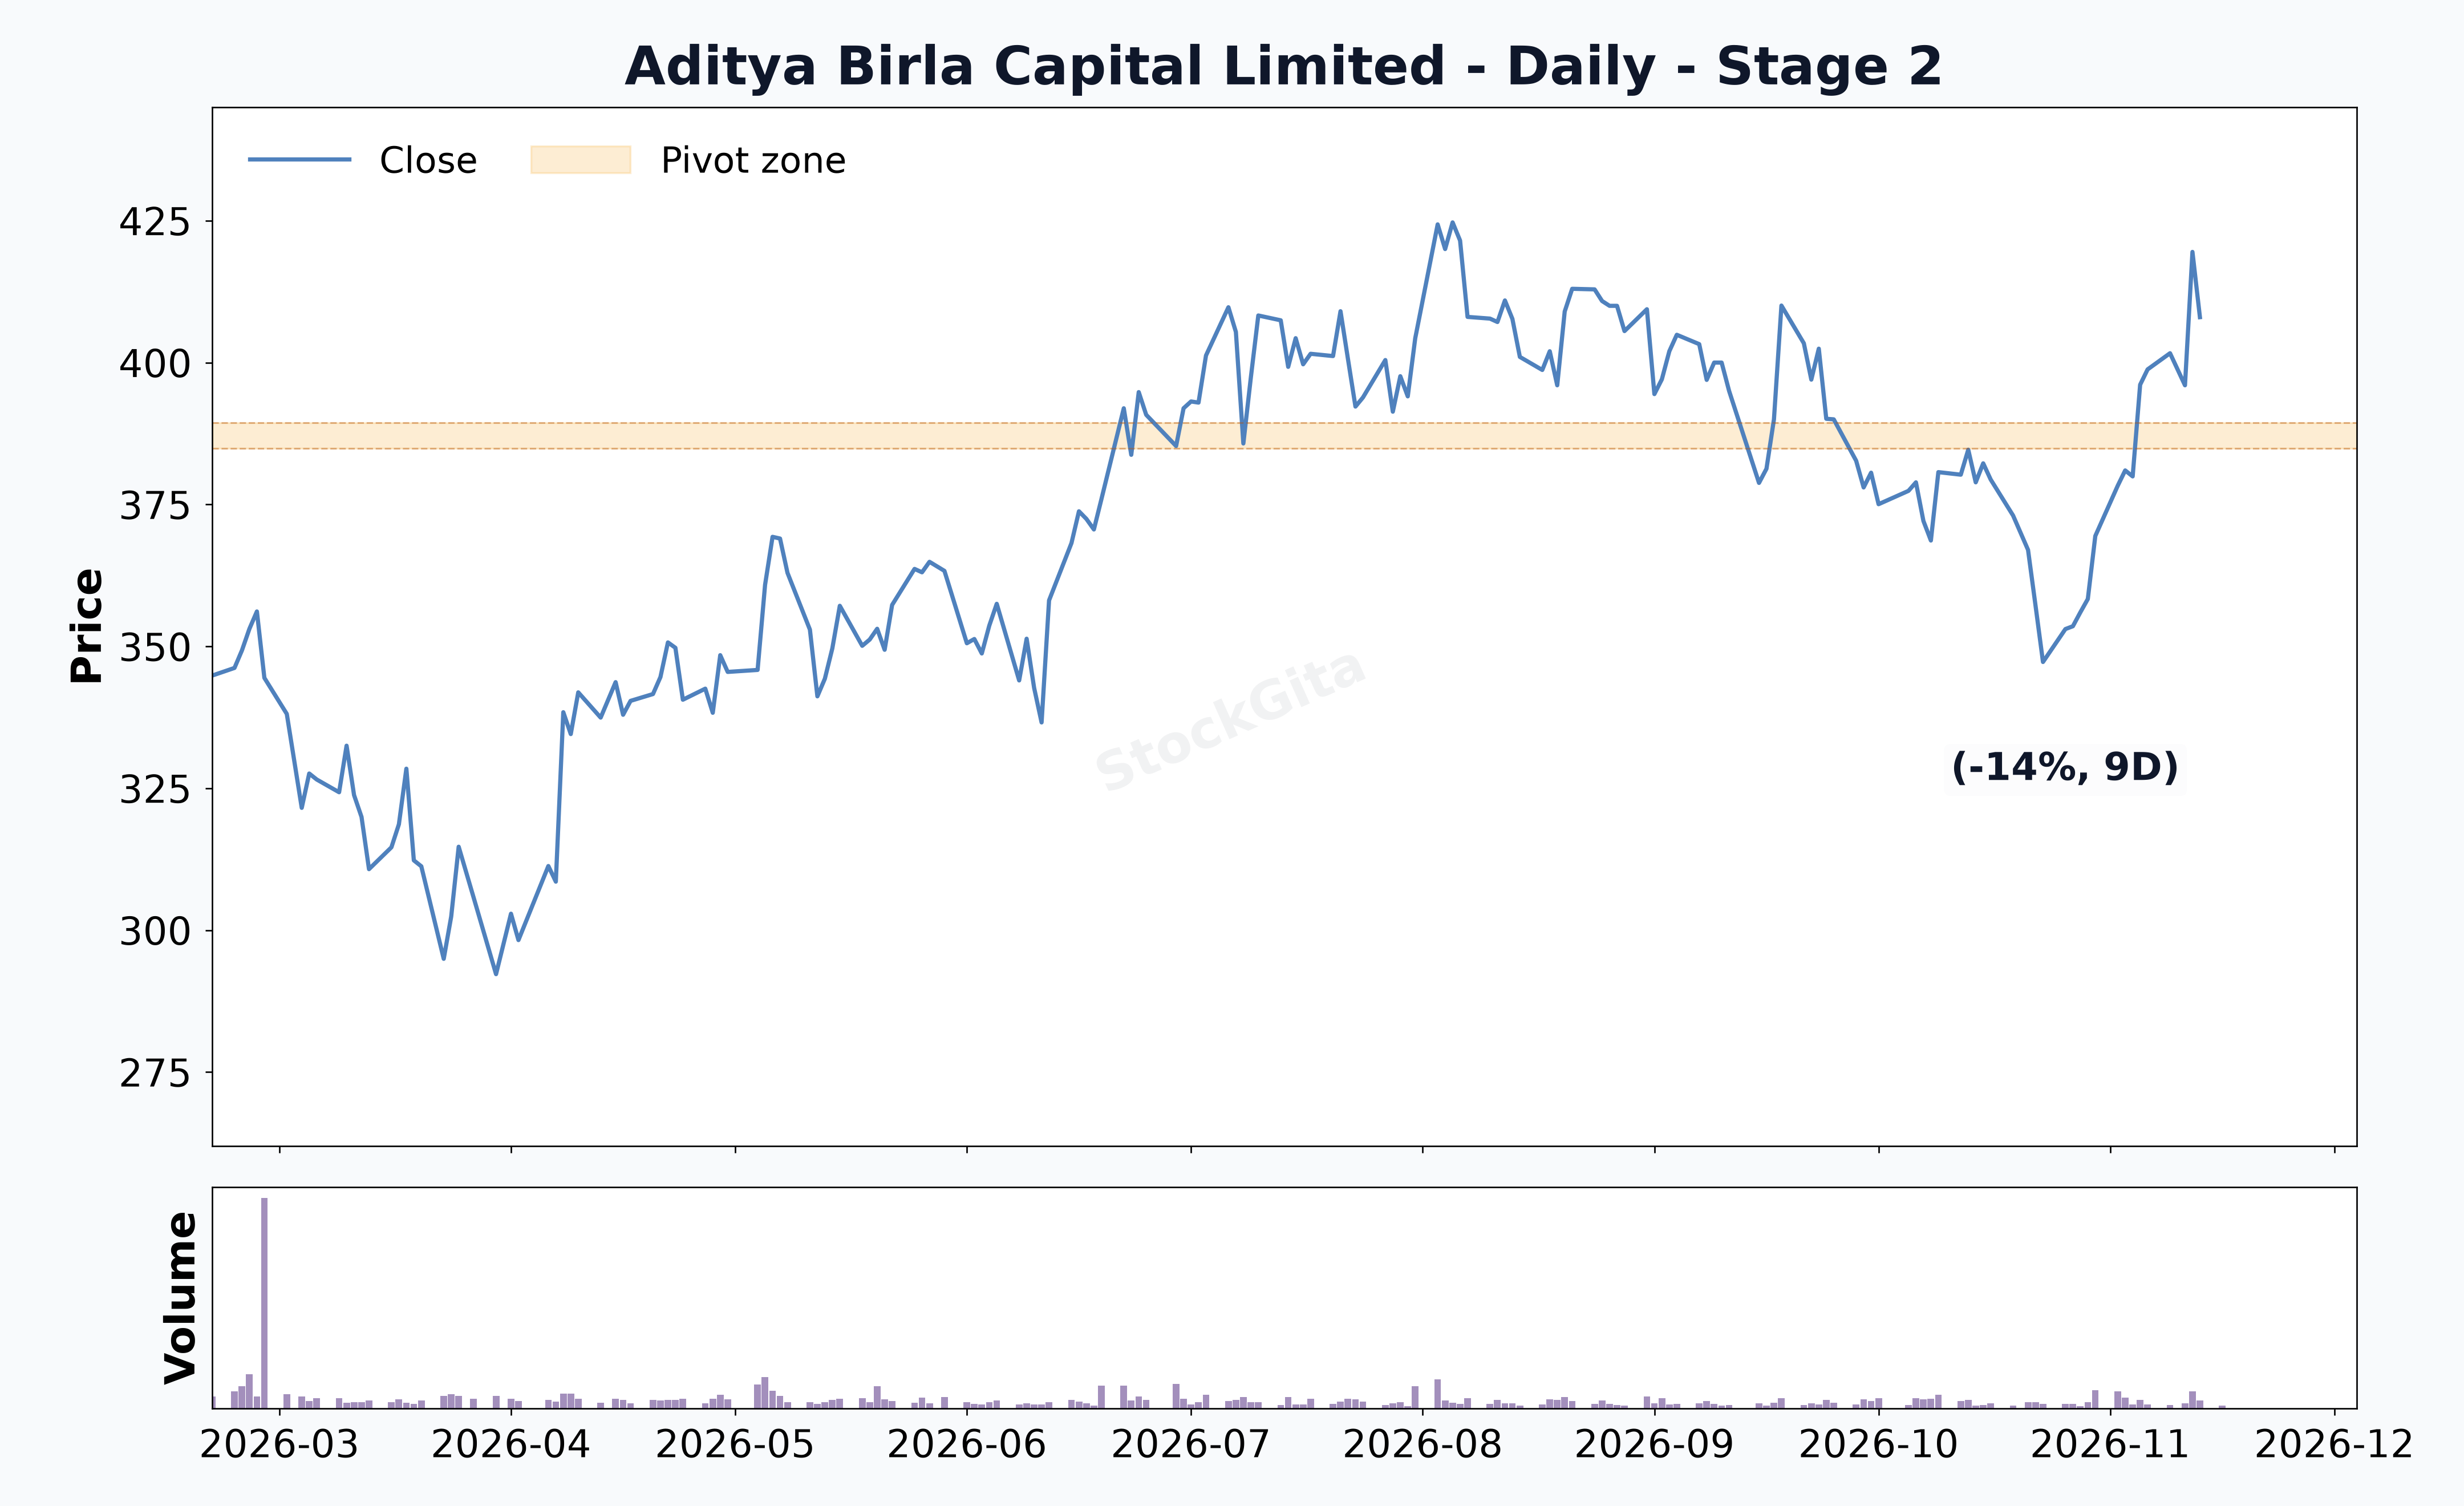 Aditya Birla Capital Limited - Daily - Stage 2
Close
Pivot zone
425
400
375
350
325
300
275
Price
StockGita
(-14%, 9D)
Volume
2026-03
2026-04
2026-05
2026-06
2026-07
2026-08
2026-09
2026-10
2026-11
2026-12